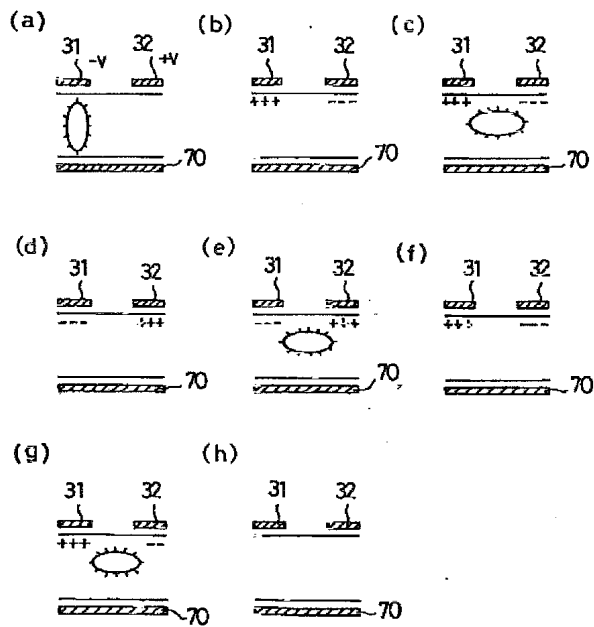 (a) (b) (c)
31 -V 32 +V 31 32 31 32
+++ --- +++ ---
70 70 70
(d) (e) (f)
31 32 31 32 31 32
--- +++ --- +++ +++ ---
70 70 70
(g) (h)
31 32 31 32
+++ --
70 70